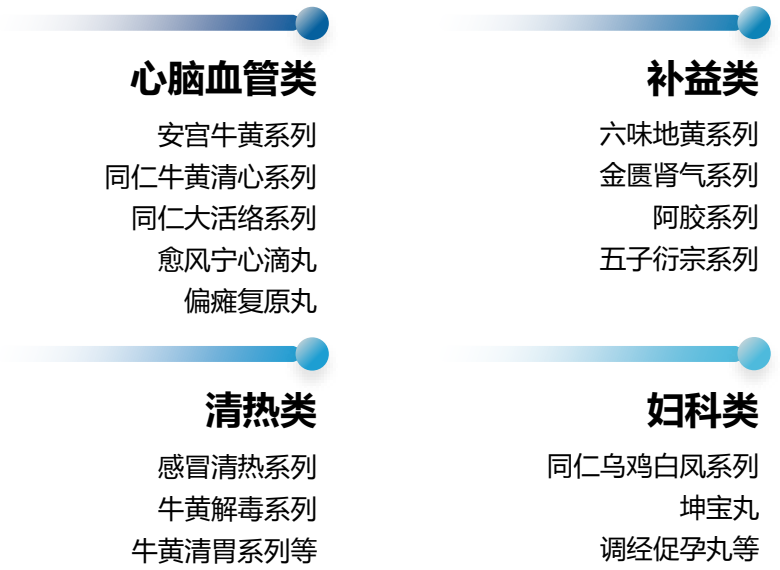 心脑血管类
安宫牛黄系列
同仁牛黄清心系列
同仁大活络系列
愈风宁心滴丸
偏瘫复原丸
补益类
六味地黄系列
金匮肾气系列
阿胶系列
五子衍宗系列
清热类
感冒清热系列
牛黄解毒系列
牛黄清胃系列等
妇科类
同仁乌鸡白凤系列
坤宝丸
调经促孕丸等